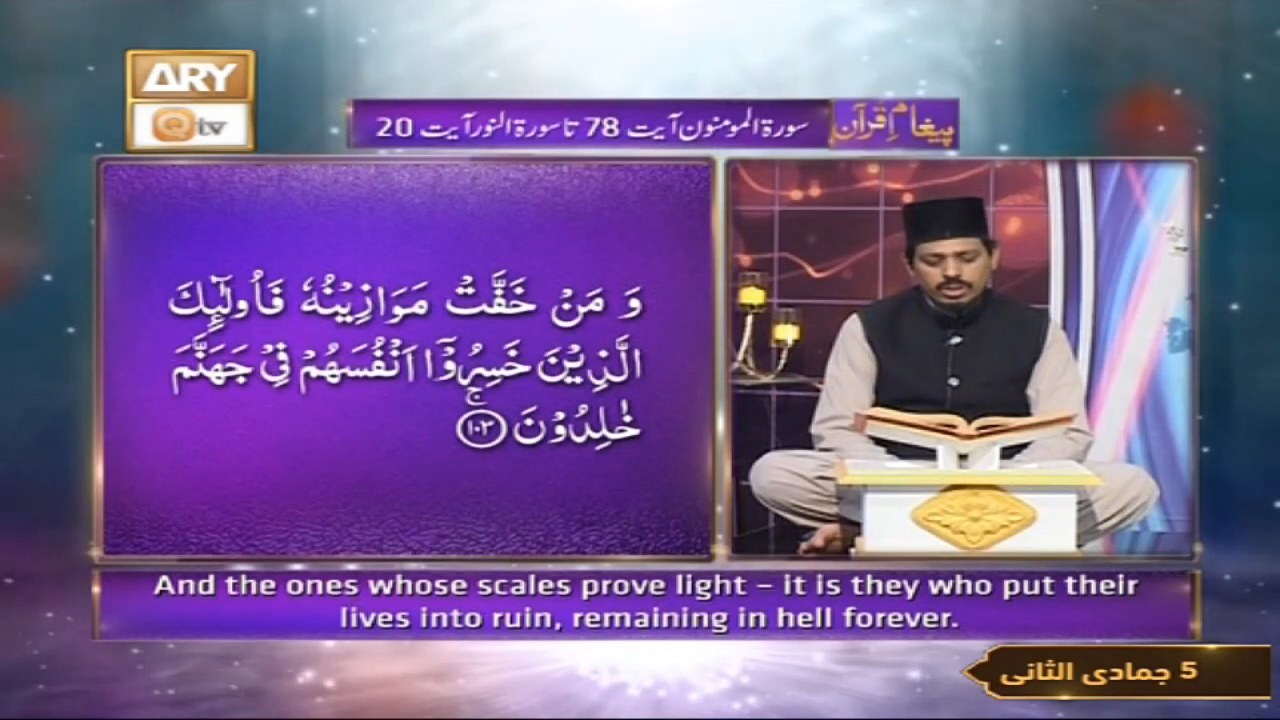 ARY
Qtv
پیغام قرآن
سورۃ المومنون آیت 78 تا سورۃ النور آیت 20
وَ مَنْ خَفَّتْ مَوَازِيْنُهٗ فَاُولٰٓئِكَ
الَّذِيْنَ خَسِرُوْۤا اَنْفُسَهُمْ فِيْ جَهَنَّمَ
خٰلِدُوْنَ ۚ﴿۱۰۳﴾
And the ones whose scales prove light – it is they who put their
lives into ruin, remaining in hell forever.
5 جمادی الثانی